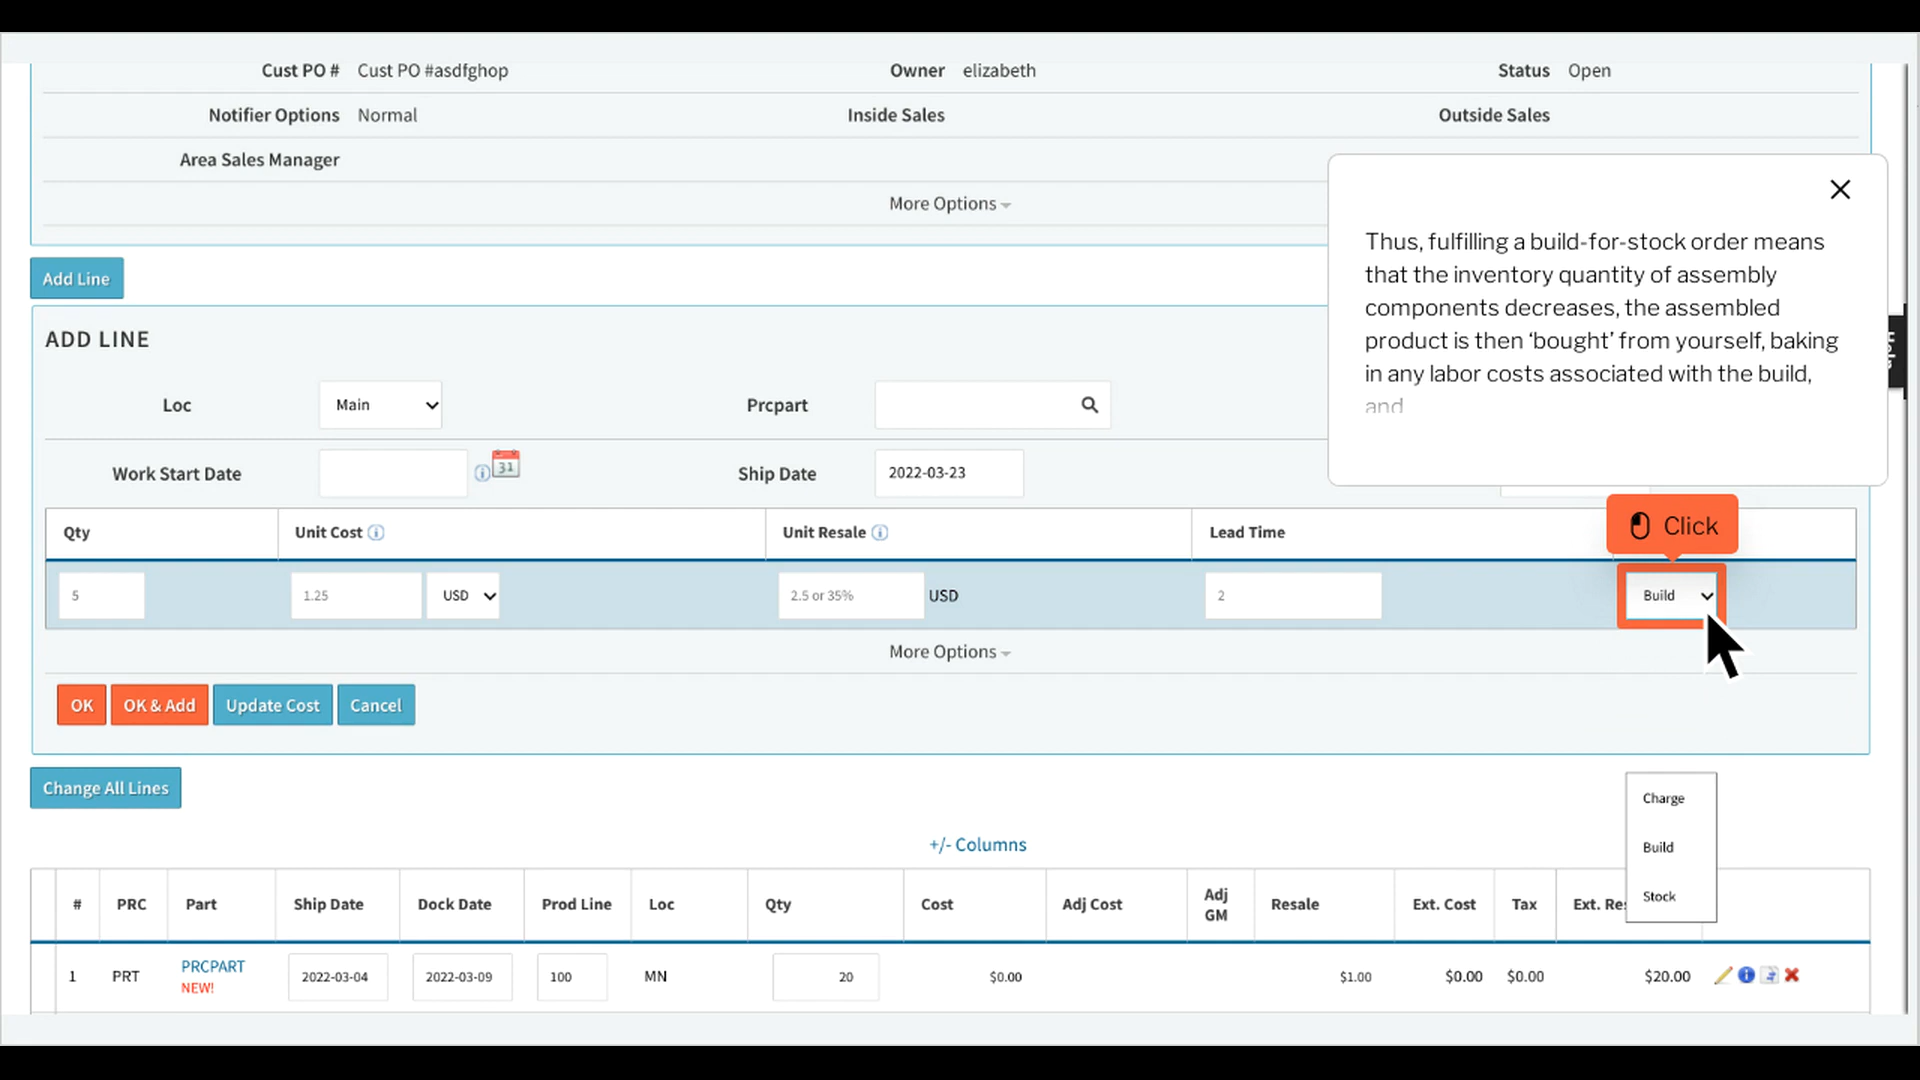 Cust PO # Cust PO #asdfghop Owner elizabeth Status Open
Notifier Options Normal Inside Sales Outside Sales
Area Sales Manager
More Options
Thus, fulfilling a build-for-stock order means
that the inventory quantity of assembly
components decreases, the assembled
product is then ‘bought’ from yourself, baking
in any labor costs associated with the build,
and
Add Line
ADD LINE
Loc Main Prcpart
Work Start Date 31 Ship Date 2022-03-23
Click
Qty Unit Cost Unit Resale Lead Time
5 1.25 USD 2.5 or 35% USD 2 Build
More Options
OK OK & Add Update Cost Cancel
Change All Lines
Charge
Build
Stock
+/- Columns
# PRC Part Ship Date Dock Date Prod Line Loc Qty Cost Adj Cost Adj GM Resale Ext. Cost Tax Ext. Re
1 PRT PRCPART 2022-03-04 2022-03-09 100 MN 20 $0.00 $1.00 $0.00 $0.00 $20.00
NEW!